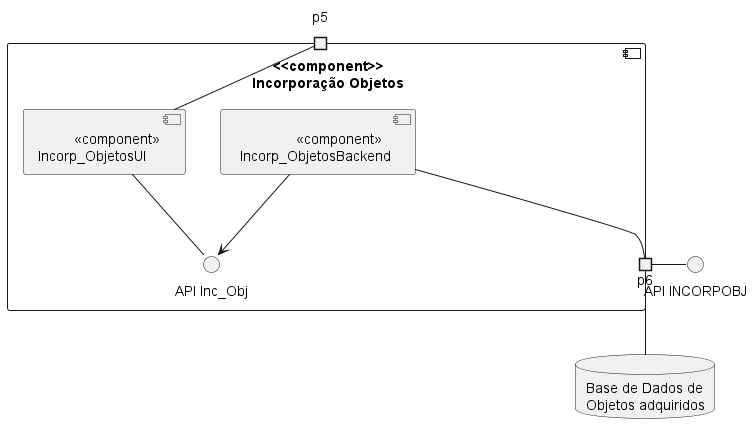 p5
<<component>>
Incorporação Objetos
«component»
Incorp_ObjetosUI
«component»
Incorp_ObjetosBackend
API Inc_Obj
p6
API INCORPOBJ
Base de Dados de
Objetos adquiridos